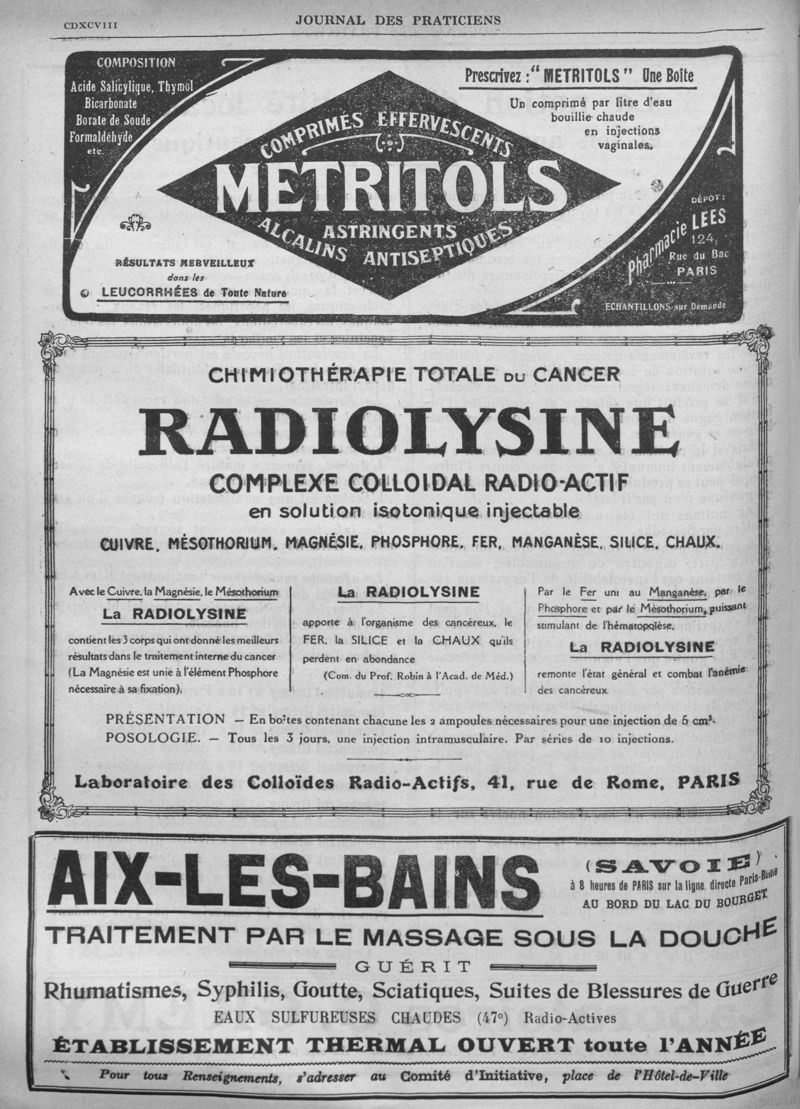 CDXCVIII
JOURNAL DES PRATICIENS
COMPOSITION
Acide Salicylique, Thymol
Bicarbonate
Borate de Soude
Formaldéhyde
etc.
Prescrivez : "METRITOLS" Une Boîte
Un comprimé par litre d'eau
bouillie chaude
en injections
vaginales.
COMPRIMÉS EFFERVESCENTS
METRITOLS
ASTRINGENTS
ALCALINS ANTISEPTIQUES
RÉSULTATS MERVEILLEUX
dans les
LEUCORRHÉES de Toute Nature
DÉPOT:
Pharmacie LEES
124,
Rue du Bac
PARIS
ECHANTILLONS sur Demande
CHIMIOTHÉRAPIE TOTALE DU CANCER
RADIOLYSINE
COMPLEXE COLLOIDAL RADIO-ACTIF
en solution isotonique injectable
CUIVRE, MÉSOTHORIUM, MAGNÉSIE, PHOSPHORE, FER, MANGANÈSE, SILICE, CHAUX.
Avec le Cuivre, la Magnésie, le Mésothorium
La RADIOLYSINE
contient les 3 corps qui ont donné les meilleurs
résultats dans le traitement interne du cancer
(La Magnésie est unie à l'élément Phosphore
nécessaire à sa fixation).
La RADIOLYSINE
apporte à l'organisme des cancéreux, le
FER, la SILICE et la CHAUX qu'ils
perdent en abondance
(Com. du Prof. Robin à l'Acad. de Méd.)
Par le Fer uni au Manganèse, par le
Phosphore et par le Mésothorium, puissant
stimulant de l'hématopoïèse,
La RADIOLYSINE
remonte l'état général et combat l'anémie
des cancéreux
PRÉSENTATION — En boîtes contenant chacune les 2 ampoules nécessaires pour une injection de 5 cm³.
POSOLOGIE. — Tous les 3 jours, une injection intramusculaire. Par séries de 10 injections.
Laboratoire des Colloïdes Radio-Actifs, 41, rue de Rome, PARIS
AIX-LES-BAINS
(SAVOIE)
à 8 heures de PARIS sur la ligne directe Paris-Rome
AU BORD DU LAC DU BOURGET
TRAITEMENT PAR LE MASSAGE SOUS LA DOUCHE
GUÉRIT
Rhumatismes, Syphilis, Goutte, Sciatiques, Suites de Blessures de Guerre
EAUX SULFUREUSES CHAUDES (47°) Radio-Actives
ÉTABLISSEMENT THERMAL OUVERT toute l'ANNÉE
Pour tous Renseignements, s'adresser au Comité d'Initiative, place de l'Hôtel-de-Ville